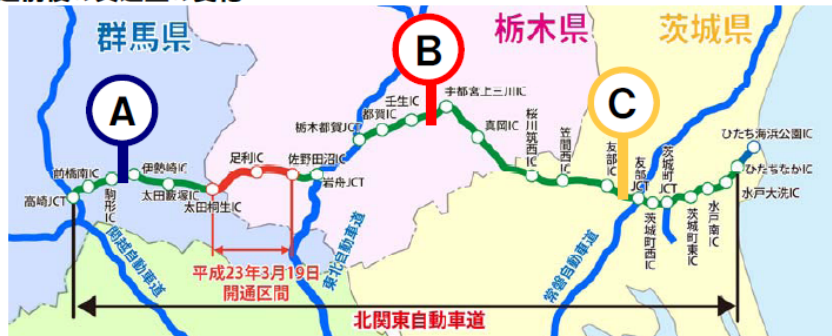 群馬県
栃木県
茨城県
A
B
C
高崎JCT
前橋南IC
駒形IC
伊勢崎IC
太田藪塚IC
太田桐生IC
足利IC
佐野田沼IC
岩舟JCT
栃木都賀JCT
都賀IC
壬生IC
宇都宮上三川IC
真岡IC
桜川筑西IC
笠間西IC
友部IC
友部JCT
茨城町西IC
茨城町JCT
茨城町東IC
水戸南IC
水戸大洗IC
ひたちなかIC
ひたち海浜公園IC
関越自動車道
東北自動車道
常磐自動車道
平成23年3月19日
開通区間
北関東自動車道